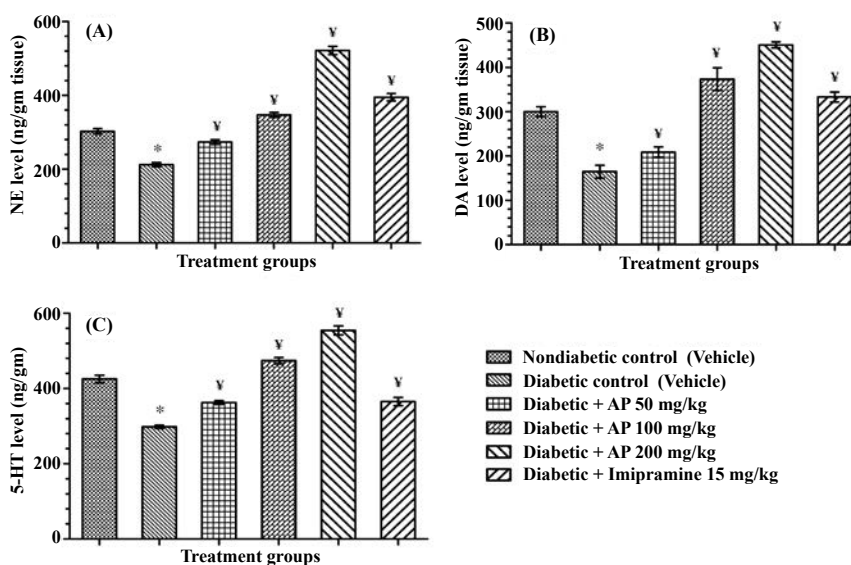 (A)
NE level (ng/gm tissue)
600
400
200
0
*
¥
¥
¥
¥
Treatment groups
(B)
DA level (ng/gm tissue)
500
400
300
200
100
0
*
¥
¥
¥
¥
Treatment groups
(C)
5-HT level (ng/gm)
600
400
200
0
*
¥
¥
¥
¥
Treatment groups
Nondiabetic control (Vehicle)
Diabetic control (Vehicle)
Diabetic + AP 50 mg/kg
Diabetic + AP 100 mg/kg
Diabetic + AP 200 mg/kg
Diabetic + Imipramine 15 mg/kg